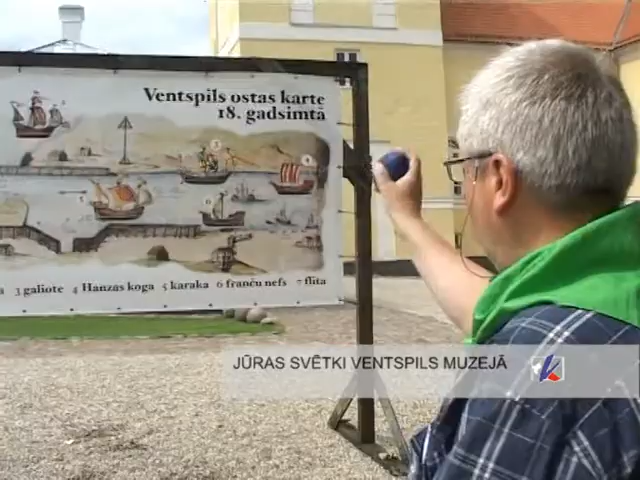 Ventspils ostas karte
18. gadsimtā
3 galiote 4 Hanzas koga 5 karaka 6 franču nefs 7 flīta
JŪRAS SVĒTKI VENTSPILS MUZEJĀ